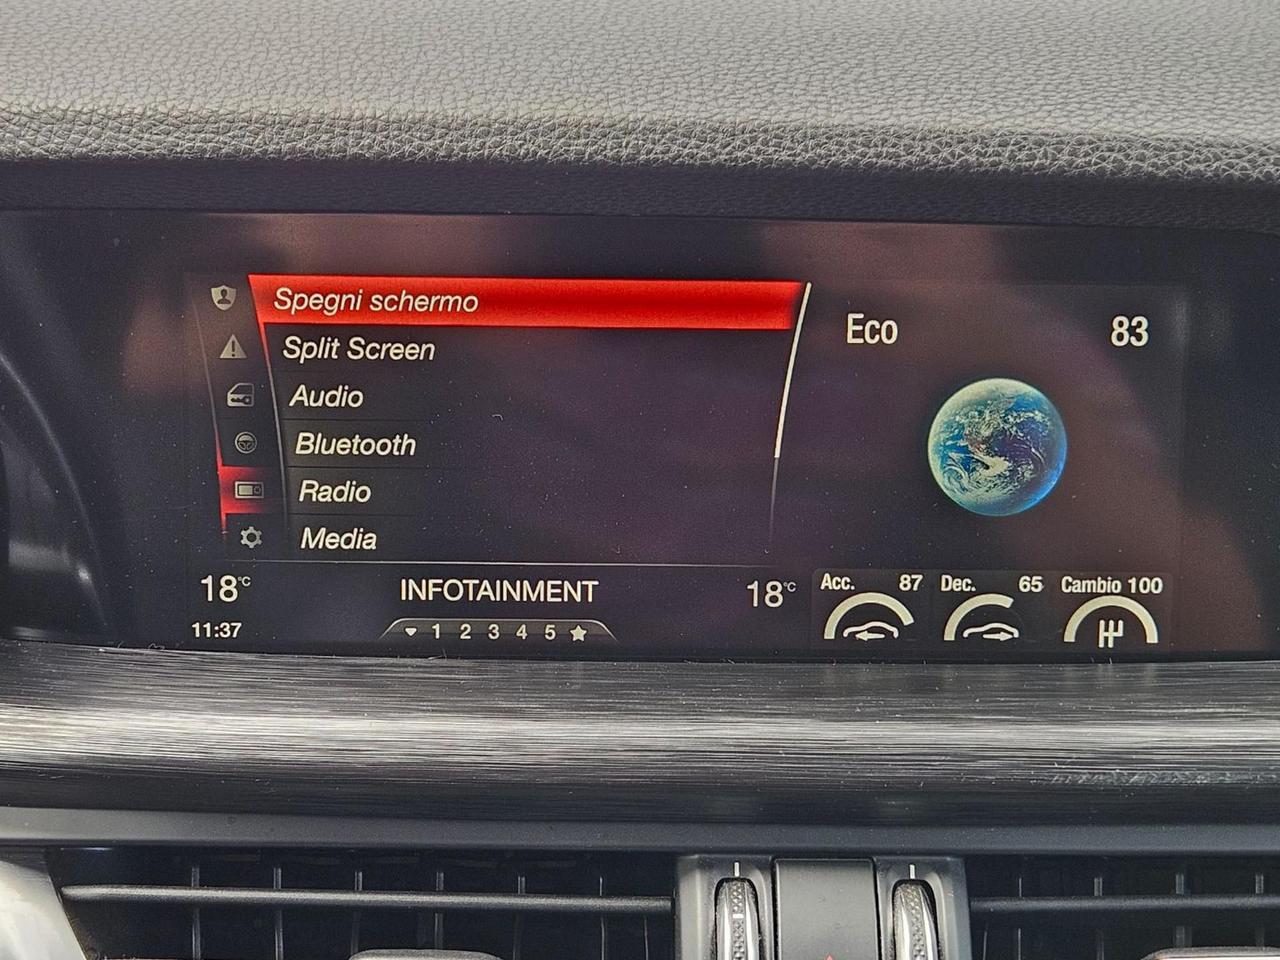 Spegni schermo
Split Screen
Audio
Bluetooth
Radio
Media
18°C
INFOTAINMENT
18°C
11:37
1 2 3 4 5
Eco 83
Acc. 87
Dec. 65
Cambio 100